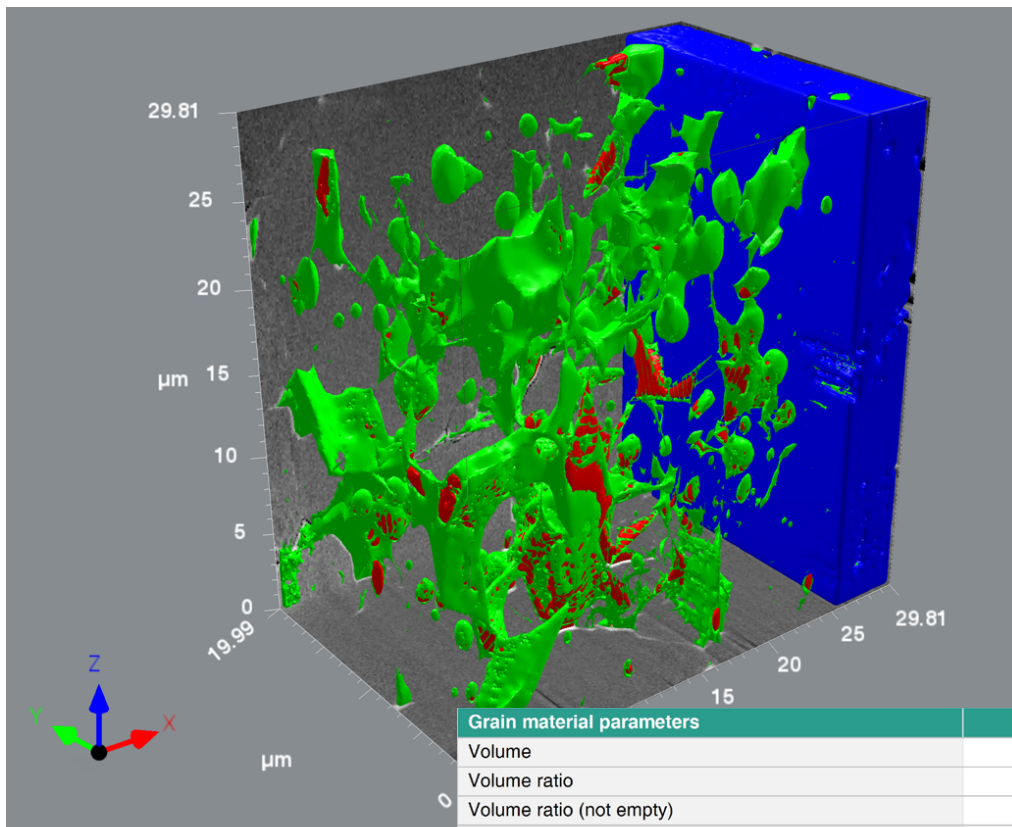 29.81
25
20
µm
15
10
5
0
19.99
29.81
25
20
15
Z
Y
X
µm
0
Grain material parameters
Volume
Volume ratio
Volume ratio (not empty)